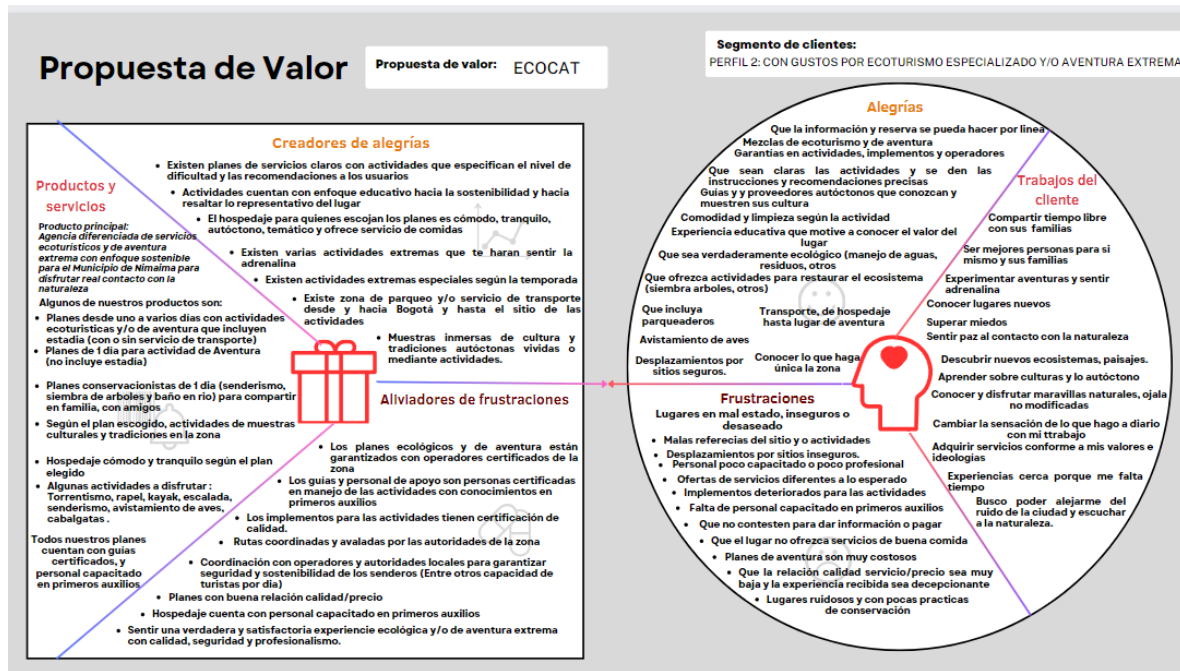 Propuesta de Valor
Propuesta de valor: ECOCAT
Segmento de clientes:
PERFIL 2: CON GUSTOS POR ECOTURISMO ESPECIALIZADO Y/O AVENTURA EXTREMA
Creadores de alegrías
• Existen planes de servicios claros con actividades que especifican el nivel de
dificultad y las recomendaciones a los usuarios
• Actividades cuentan con enfoque educativo hacia la sostenibilidad y hacia
resaltar lo representativo del lugar
• El hospedaje para quienes escojan los planes es cómodo, tranquilo,
autóctono, temático y ofrece servicio de comidas
• Existen varias actividades extremas que te haran sentir la
adrenalina
• Existen actividades extremas especiales según la temporada
• Existe zona de parqueo y/o servicio de transporte
desde y hacia Bogotá y hasta el sitio de las
actividades
• Muestras inmersas de cultura y
tradiciones autóctonas vividas o
mediante actividades.
Productos y
servicios
Producto principal:
Agencia diferenciada de servicios
ecoturísticos y de aventura
extrema con enfoque sostenible
para el Municipio de Nimaima para
disfrutar real contacto con la
naturaleza
Algunos de nuestros productos son:
• Planes desde uno a varios días con actividades
ecoturisticas y/o de aventura que incluyen
estadia (con o sin servicio de transporte)
• Planes de 1 día para actividad de Aventura
(no incluye estadia)
• Planes conservacionistas de 1 dia (senderismo,
siembra de arboles y baño en rio) para compartir
en familia, con amigos
• Según el plan escogido, actividades de muestras
culturales y tradiciones en la zona
• Hospedaje cómodo y tranquilo según el plan
elegido
• Algunas actividades a disfrutar :
Torrentismo, rapel, kayak, escalada,
senderismo, avistamiento de aves,
cabalgatas .
Todos nuestros planes
cuentan con guías
certificados, y
personal capacitado
en primeros auxilios
Aliviadores de frustraciones
• Los planes ecológicos y de aventura están
garantizados con operadores certificados de la
zona
• Los guías y personal de apoyo son personas certificadas
en manejo de las actividades con conocimientos en
primeros auxilios
• Los implementos para las actividades tienen certificación de
calidad.
• Rutas coordinadas y avaladas por las autoridades de la zona
• Coordinación con operadores y autoridades locales para garantizar
seguridad y sostenibilidad de los senderos (Entre otros capacidad de
turistas por dia)
• Planes con buena relación calidad/precio
• Hospedaje cuenta con personal capacitado en primeros auxilios
• Sentir una verdadera y satisfactoria experiencie ecológica y/o de aventura extrema
con calidad, seguridad y profesionalismo.
Alegrías
Que la información y reserva se pueda hacer por linea
Mezclas de ecoturismo y de aventura
Garantías en actividades, implementos y operadores
Que sean claras las actividades y se den las
instrucciones y recomendaciones precisas
Guías y y proveedores autóctonos que conozcan y
muestren sus cultura
Comodidad y limpieza según la actividad
Experiencia educativa que motive a conocer el valor del
lugar
Que sea verdaderamente ecológico (manejo de aguas,
residuos, otros
Que ofrezca actividades para restaurar el ecosistema
(siembra arboles, otros)
Que incluya
parqueaderos
Transporte, de hospedaje
hasta lugar de aventura
Avistamiento de aves
Desplazamientos por
sitios seguros.
Conocer lo que haga
única la zona
Trabajos del
cliente
Compartir tiempo libre
con sus familias
Ser mejores personas para si
mismo y sus familias
Experimentar aventuras y sentir
adrenalina
Conocer lugares nuevos
Superar miedos
Sentir paz al contacto con la naturaleza
Descubrir nuevos ecosistemas, paisajes.
Aprender sobre culturas y lo autóctono
Conocer y disfrutar maravillas naturales, ojala
no modificadas
Cambiar la sensación de lo que hago a diario
con mi ttrabajo
Adquirir servicios conforme a mis valores e
ideologías
Experiencias cerca porque me falta
tiempo
Busco poder alejarme del
ruido de la ciudad y escuchar
a la naturaleza.
Frustraciones
Lugares en mal estado, inseguros o
desaseado
• Malas referecias del sitio y o actividades
• Desplazamientos por sitios inseguros.
• Personal poco capacitado o poco profesional
• Ofertas de servicios diferentes a lo esperado
• Implementos deteriorados para las actividades
• Falta de personal capacitado en primeros auxilios
• Que no contesten para dar información o pagar
• Que el lugar no ofrezca servicios de buena comida
• Planes de aventura son muy costosos
• Que la relación calidad servicio/precio sea muy
baja y la experiencia recibida sea decepcionante
• Lugares ruidosos y con pocas practicas
de conservación